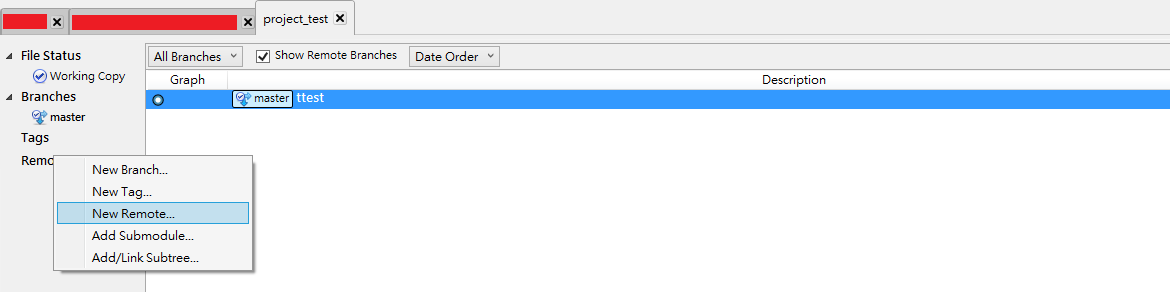 project_test
File Status
All Branches Show Remote Branches Date Order
Working Copy
Graph Description
Branches
master ttest
master
Tags
Remo
New Branch...
New Tag...
New Remote...
Add Submodule...
Add/Link Subtree...